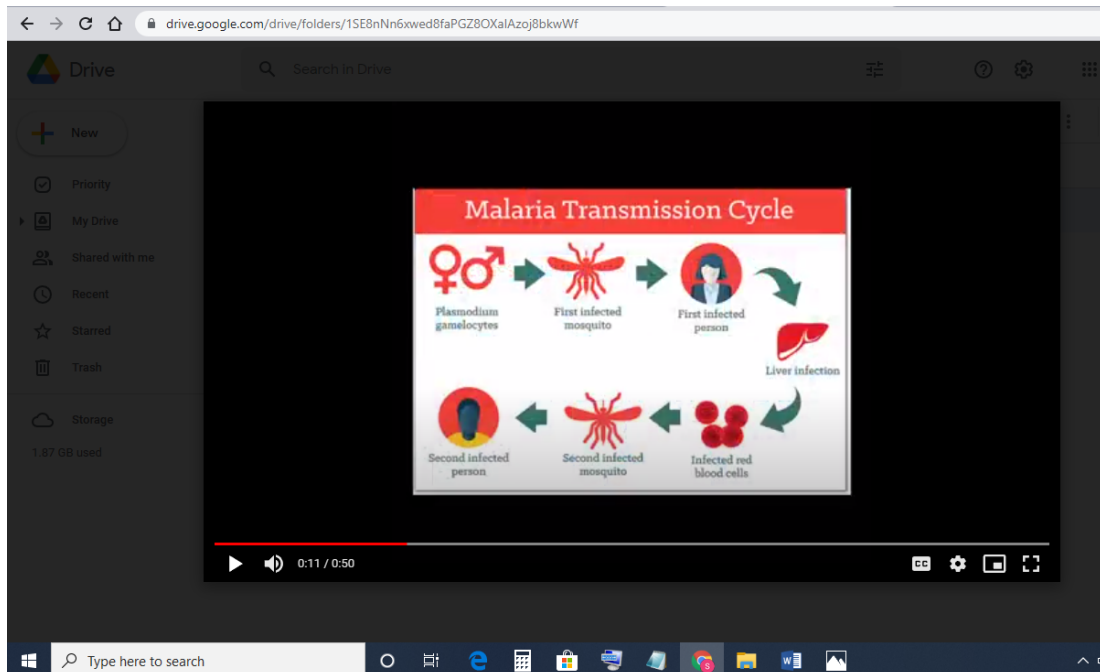 drive.google.com/drive/folders/1SE8nNn6xwed8faPGZ8OXalAzoj8bkwWf
Drive
Search in Drive
New
Priority
My Drive
Shared with me
Recent
Starred
Trash
Storage
1.87 GB used
Malaria Transmission Cycle
Plasmodium
gamelocytes
First infected
mosquito
First infected
person
Liver infection
Second infected
person
Second infected
mosquito
Infected red
blood cells
0:11 / 0:50
CC
Type here to search